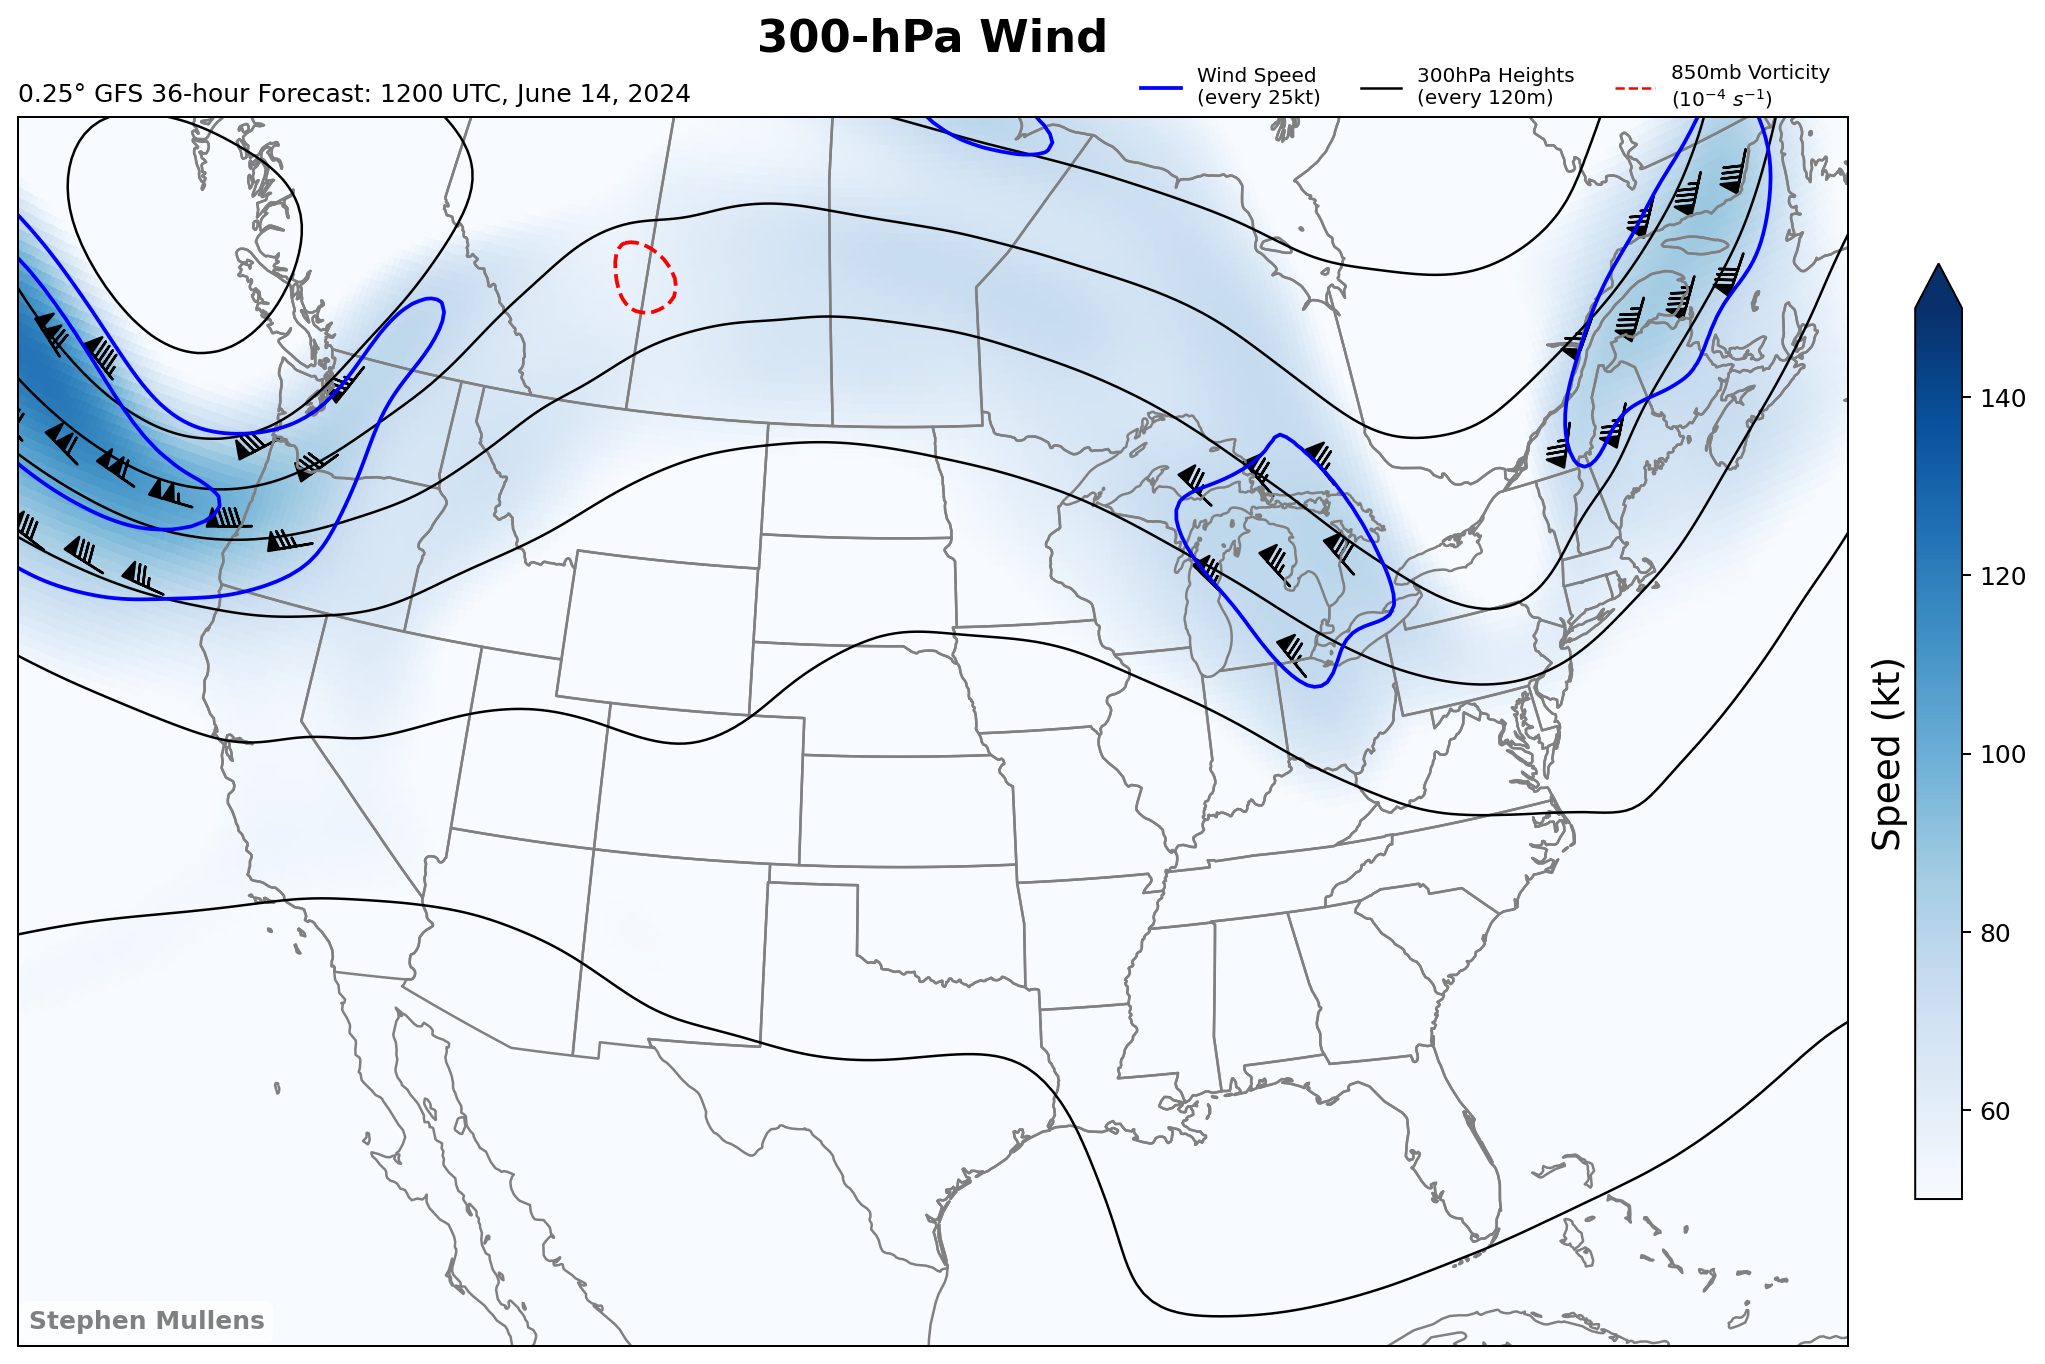 300-hPa Wind
0.25° GFS 36-hour Forecast: 1200 UTC, June 14, 2024
Wind Speed
(every 25kt)
300hPa Heights
(every 120m)
850mb Vorticity
(10⁻⁴ s⁻¹)
140
120
100
80
60
Speed (kt)
Stephen Mullens